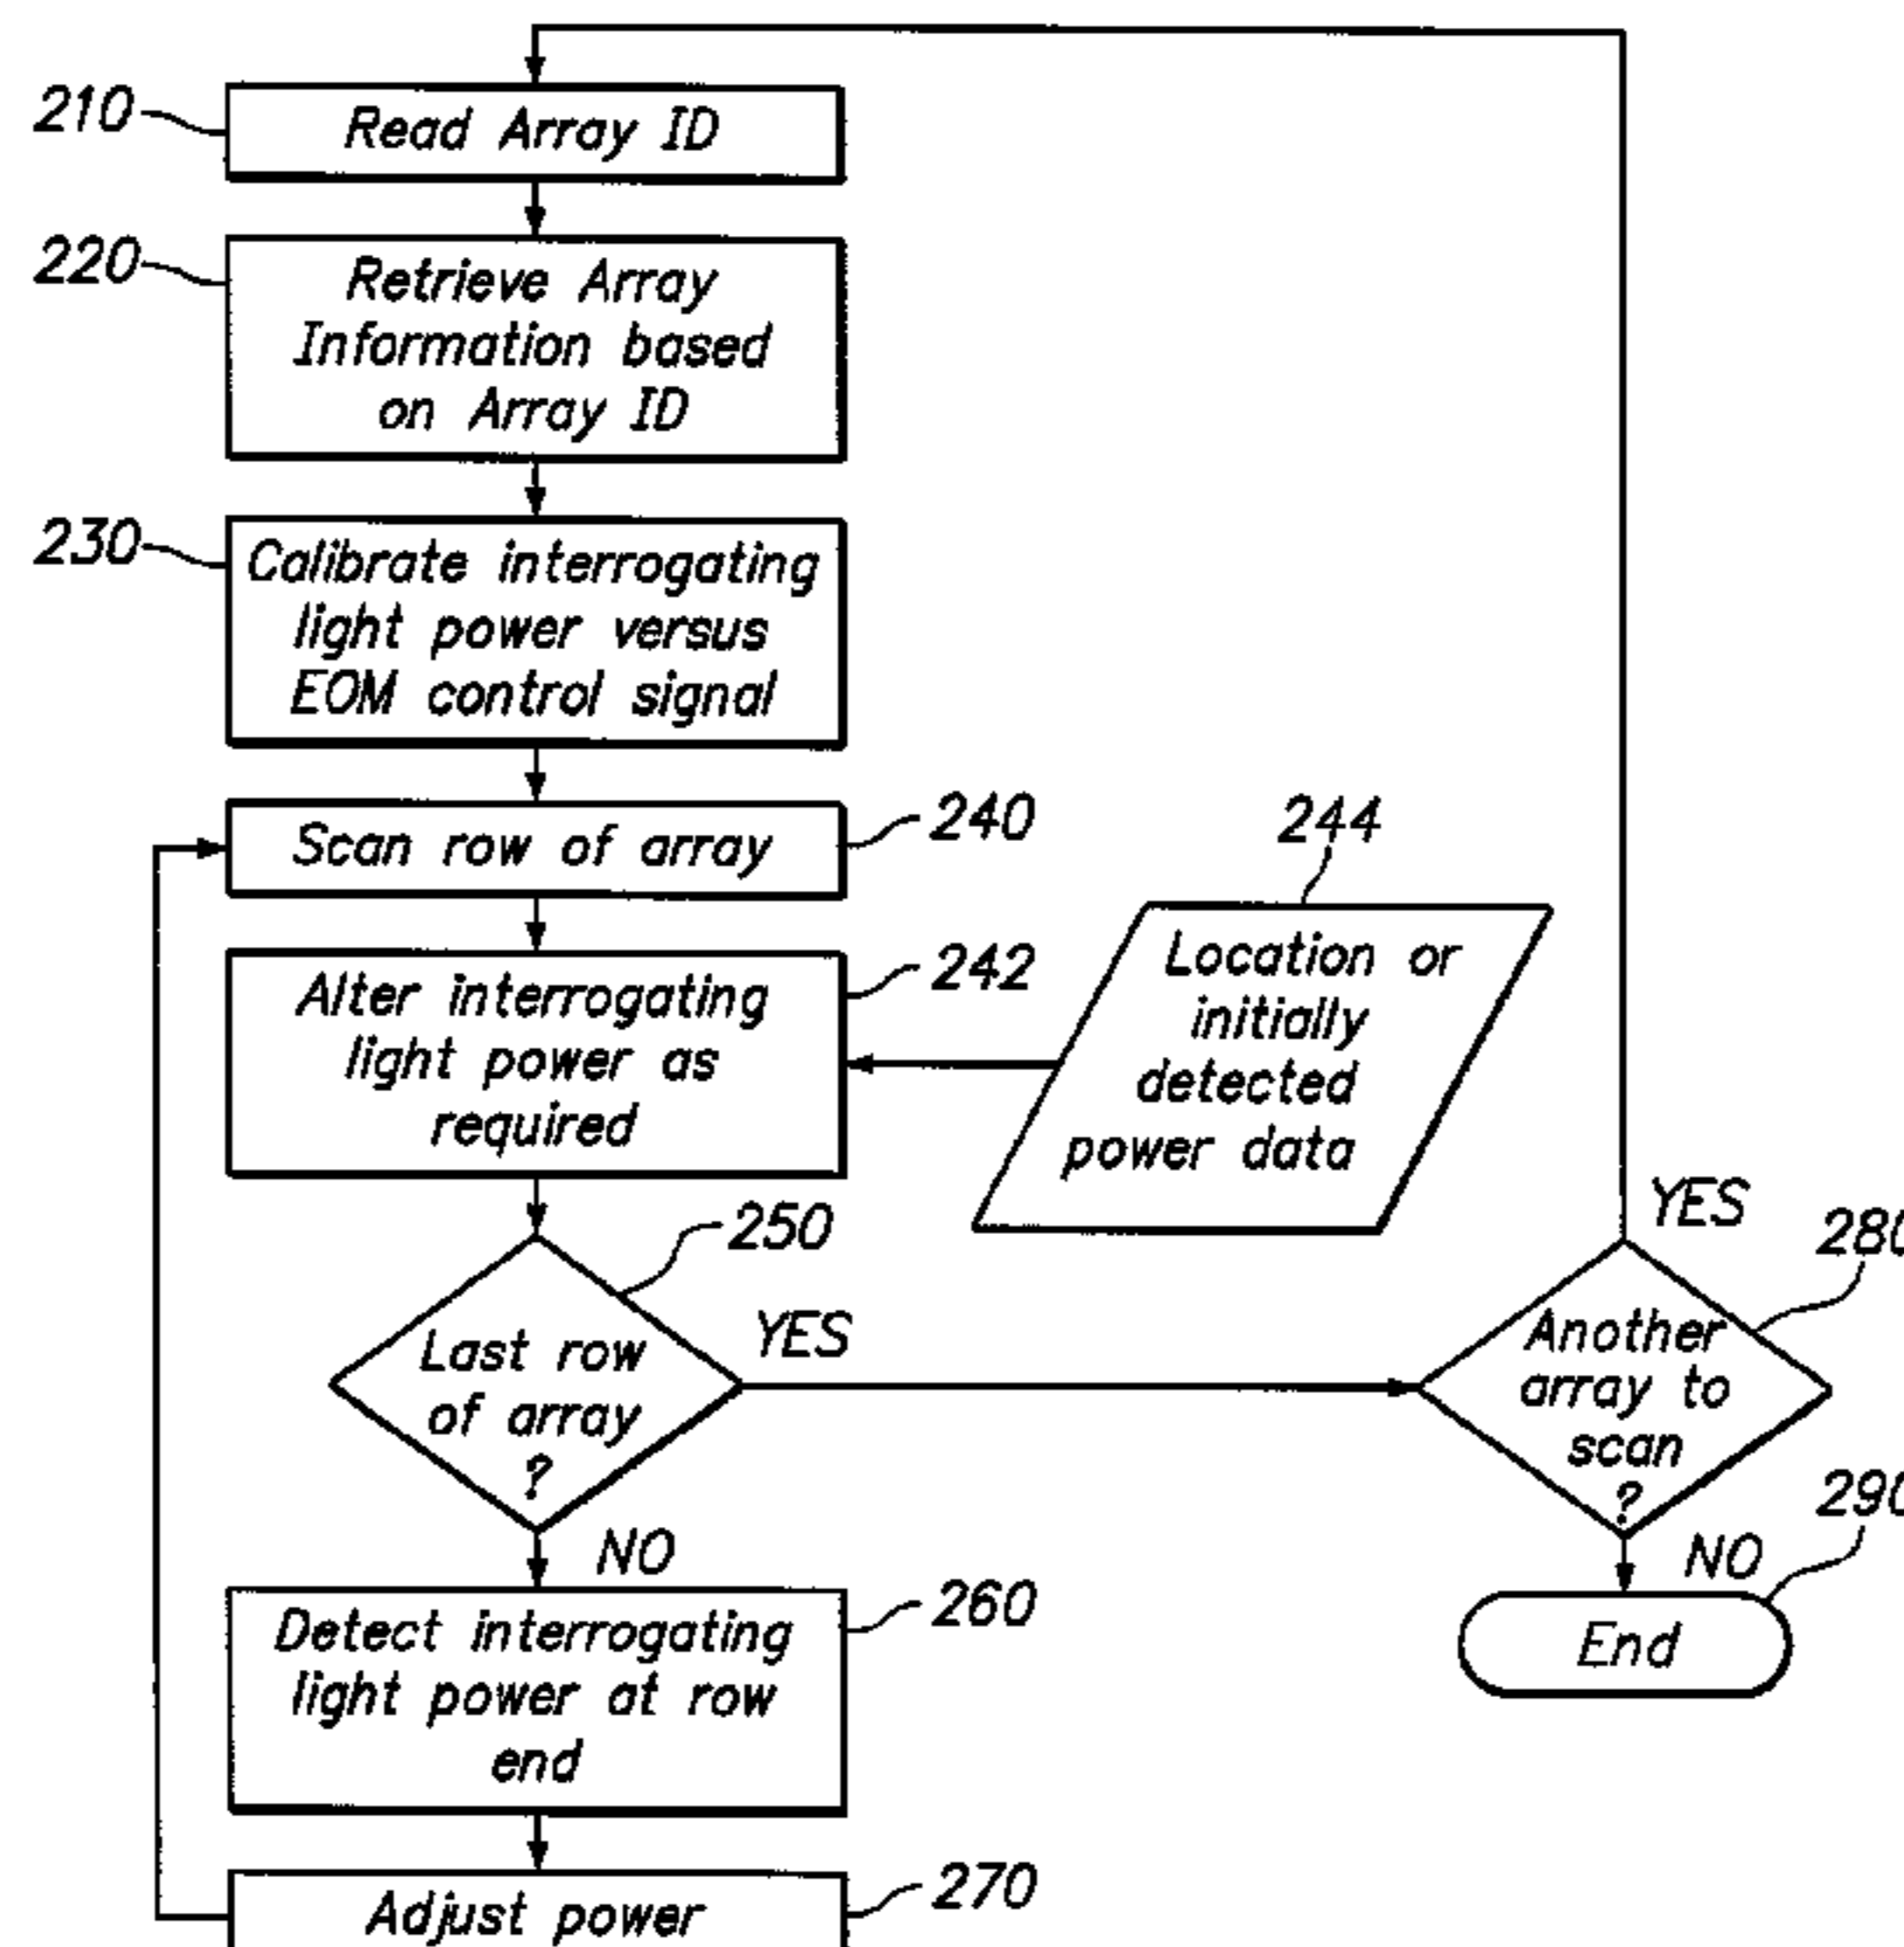 210
Read Array ID
220
Retrieve Array
Information based
on Array ID
230
Calibrate interrogating
light power versus
EOM control signal
Scan row of array
240
244
Alter interrogating
light power as
required
242
Location or
initially
detected
power data
250
YES
280
Last row
of array
?
YES
Another
array to
scan
?
290
NO
NO
Detect interrogating
light power at row
end
260
End
Adjust power
270